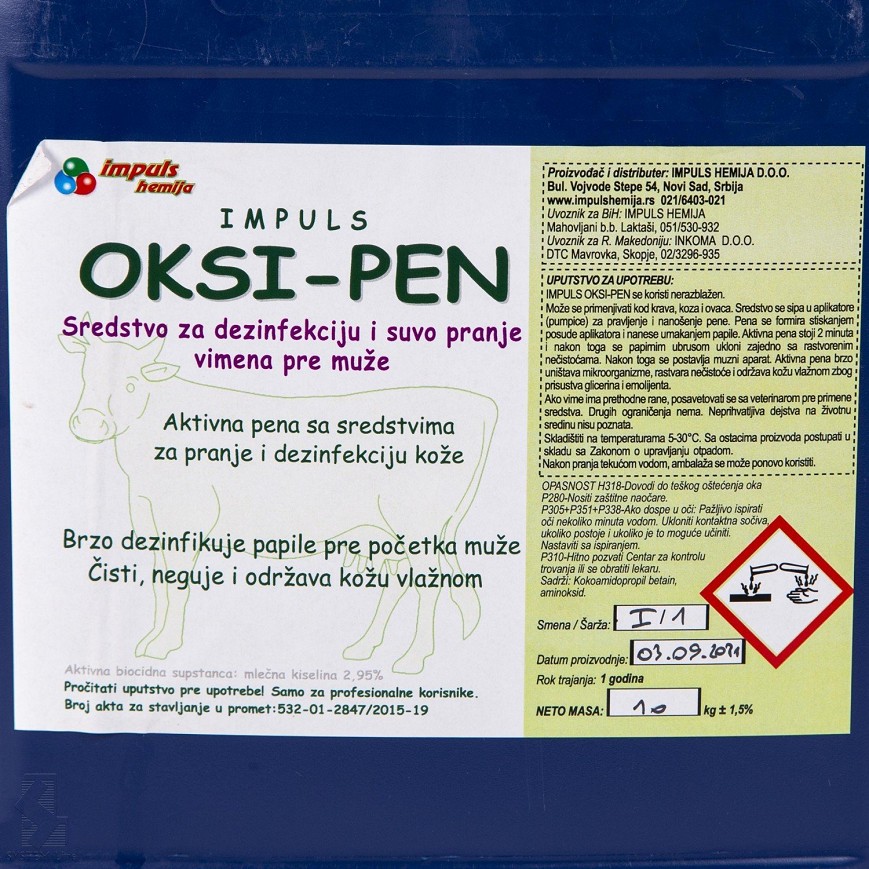 impuls
hemija
IMPULS
OKSI-PEN
Sredstvo za dezinfekciju i suvo pranje
vimena pre muže
Aktivna pena sa sredstvima
za pranje i dezinfekciju kože
Brzo dezinfikuje papile pre početka muže
Čisti, neguje i održava kožu vlažnom
Aktivna biocidna supstanca: mlečna kiselina 2,95%
Pročitati uputstvo pre upotrebe! Samo za profesionalne korisnike.
Broj akta za stavljanje u promet:532-01-2847/2015-19
Proizvođač i distributer: IMPULS HEMIJA D.O.O.
Bul. Vojvode Stepe 54, Novi Sad, Srbija
www.impulshemija.rs 021/6403-021
Uvoznik za BiH: IMPULS HEMIJA
Mahovljani b.b. Laktaši, 051/530-932
Uvoznik za R. Makedoniju: INKOMA D.O.O.
DTC Mavrovka, Skopje, 02/3296-935
UPUTSTVO ZA UPOTREBU:
IMPULS OKSI-PEN se koristi nerazblažen.
Može se primenjivati kod krava, koza i ovaca. Sredstvo se sipa u aplikatore
(pumpice) za pravljenje i nanošenje pene. Pena se formira stiskanjem
posude aplikatora i nanese umakanjem papile. Aktivna pena stoji 2 minuta
i nakon toga se papirnim ubrusom ukloni zajedno sa rastvorenim
nečistoćama. Nakon toga se postavlja muzni aparat. Aktivna pena brzo
uništava mikroorganizme, rastvara nečistoće i održava kožu vlažnom zbog
prisustva glicerina i emolijenta.
Ako vime ima prethodne rane, posavetovati se sa veterinarom pre primene
sredstva. Drugih ograničenja nema. Neprihvatljiva dejstva na životnu
sredinu nisu poznata.
Skladištiti na temperaturama 5-30°C. Sa ostacima proizvoda postupati u
skladu sa Zakonom o upravljanju otpadom.
Nakon pranja tekućom vodom, ambalaža se može ponovo koristiti.
OPASNOST H318-Dovodi do teškog oštećenja oka
P280-Nositi zaštitne naočare.
P305+P351+P338-Ako dospe u oči: Pažljivo ispirati
oči nekoliko minuta vodom. Ukloniti kontaktna sočiva,
ukoliko postoje i ukoliko je to moguće učiniti.
Nastaviti sa ispiranjem.
P310-Hitno pozvati Centar za kontrolu
trovanja ili se obratiti lekaru.
Sadrži: Kokoamidopropil betain,
aminoksid.
Smena / Šarža: I/1
Datum proizvodnje: 03.09.2021
Rok trajanja: 1 godina
NETO MASA: 10 kg ± 1,5%